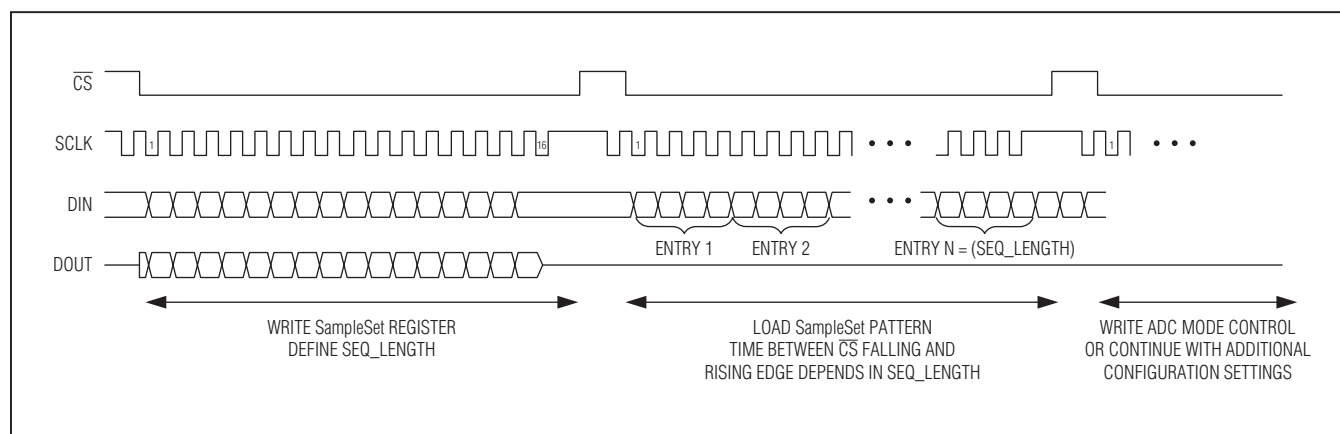 CS
SCLK
1
16
1
1
DIN
ENTRY 1
ENTRY 2
ENTRY N = (SEQ_LENGTH)
DOUT
WRITE SampleSet REGISTER
DEFINE SEQ_LENGTH
LOAD SampleSet PATTERN
TIME BETWEEN CS FALLING AND
RISING EDGE DEPENDS IN SEQ_LENGTH
WRITE ADC MODE CONTROL
OR CONTINUE WITH ADDITIONAL
CONFIGURATION SETTINGS